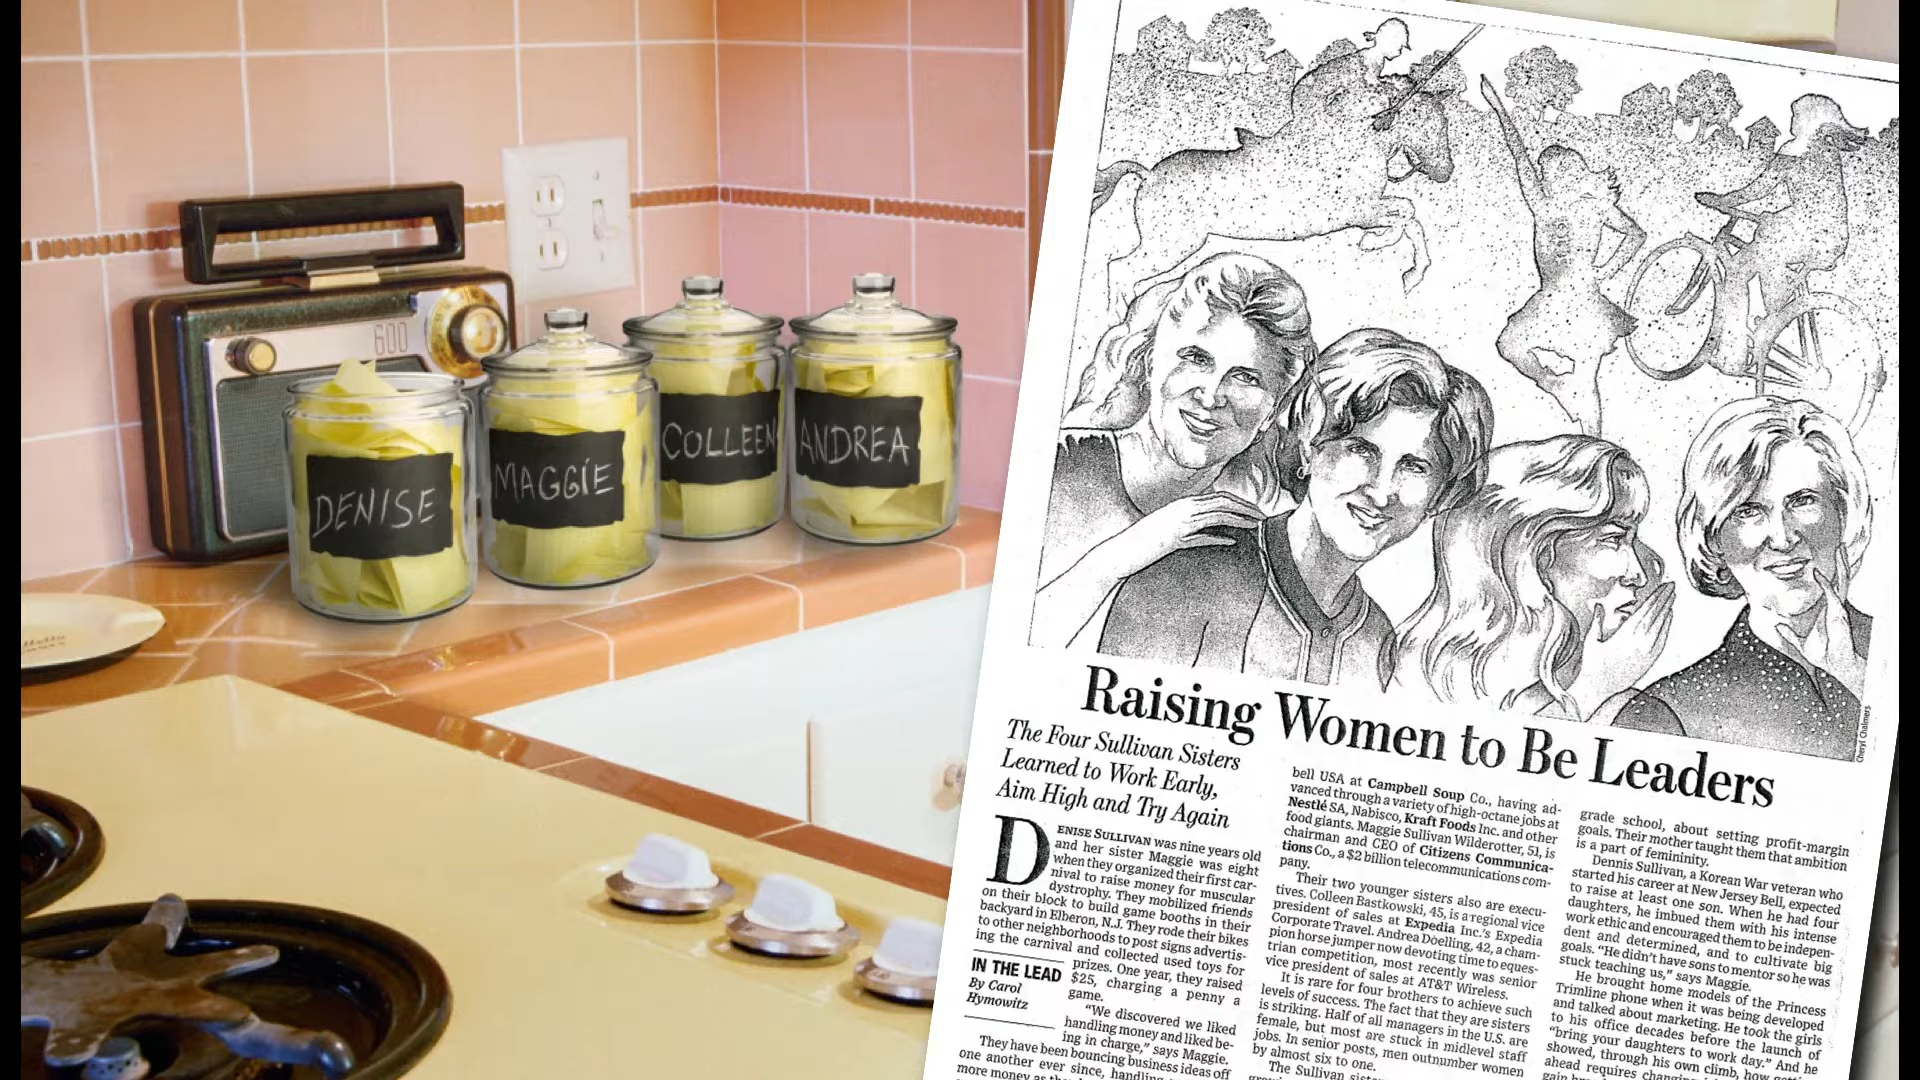 600
DENISE
MAGGIE
COLLEEN
ANDREA
Cheryl Chalmers
Raising Women to Be Leaders
The Four Sullivan Sisters
Learned to Work Early,
Aim High and Try Again
DENISE SULLIVAN was nine years old
and her sister Maggie was eight
when they organized their first car-
nival to raise money for muscular
dystrophy. They mobilized friends
on their block to build game booths in their
backyard in Elberon, N.J. They rode their bikes
to other neighborhoods to post signs advertis-
ing the carnival and collected used toys for
prizes. One year, they raised
$25, charging a penny a
game.
IN THE LEAD
By Carol
Hymowitz
"We discovered we liked
handling money and liked be-
ing in charge," says Maggie.
They have been bouncing business ideas off
one another ever since, handling
more money as
bell USA at Campbell Soup Co., having ad-
vanced through a variety of high-octane jobs at
Nestlé SA, Nabisco, Kraft Foods Inc. and other
food giants. Maggie Sullivan Wilderotter, 51, is
chairman and CEO of Citizens Communica-
tions Co., a $2 billion telecommunications com-
pany.
Their two younger sisters also are execu-
tives. Colleen Bastkowski, 45, is a regional vice
president of sales at Expedia Inc.'s Expedia
Corporate Travel. Andrea Doelling, 42, a cham-
pion horse jumper now devoting time to eques-
trian competition, most recently was senior
vice president of sales at AT&T Wireless.
It is rare for four brothers to achieve such
levels of success. The fact that they are sisters
is striking. Half of all managers in the U.S. are
female, but most are stuck in midlevel staff
jobs. In senior posts, men outnumber women
by almost six to one.
The Sullivan
grade school, about setting profit-margin
goals. Their mother taught them that ambition
is a part of femininity.
Dennis Sullivan, a Korean War veteran who
started his career at New Jersey Bell, expected
to raise at least one son. When he had four
daughters, he imbued them with his intense
work ethic and encouraged them to be indepen-
dent and determined, and to cultivate big
goals. "He didn't have sons to mentor so he was
stuck teaching us," says Maggie.
He brought home models of the Princess
Trimline phone when it was being developed
and talked about marketing. He took the girls
to his office decades before the launch of
"bring your daughters to work day." And he
showed, through his own climb, how
ahead requires